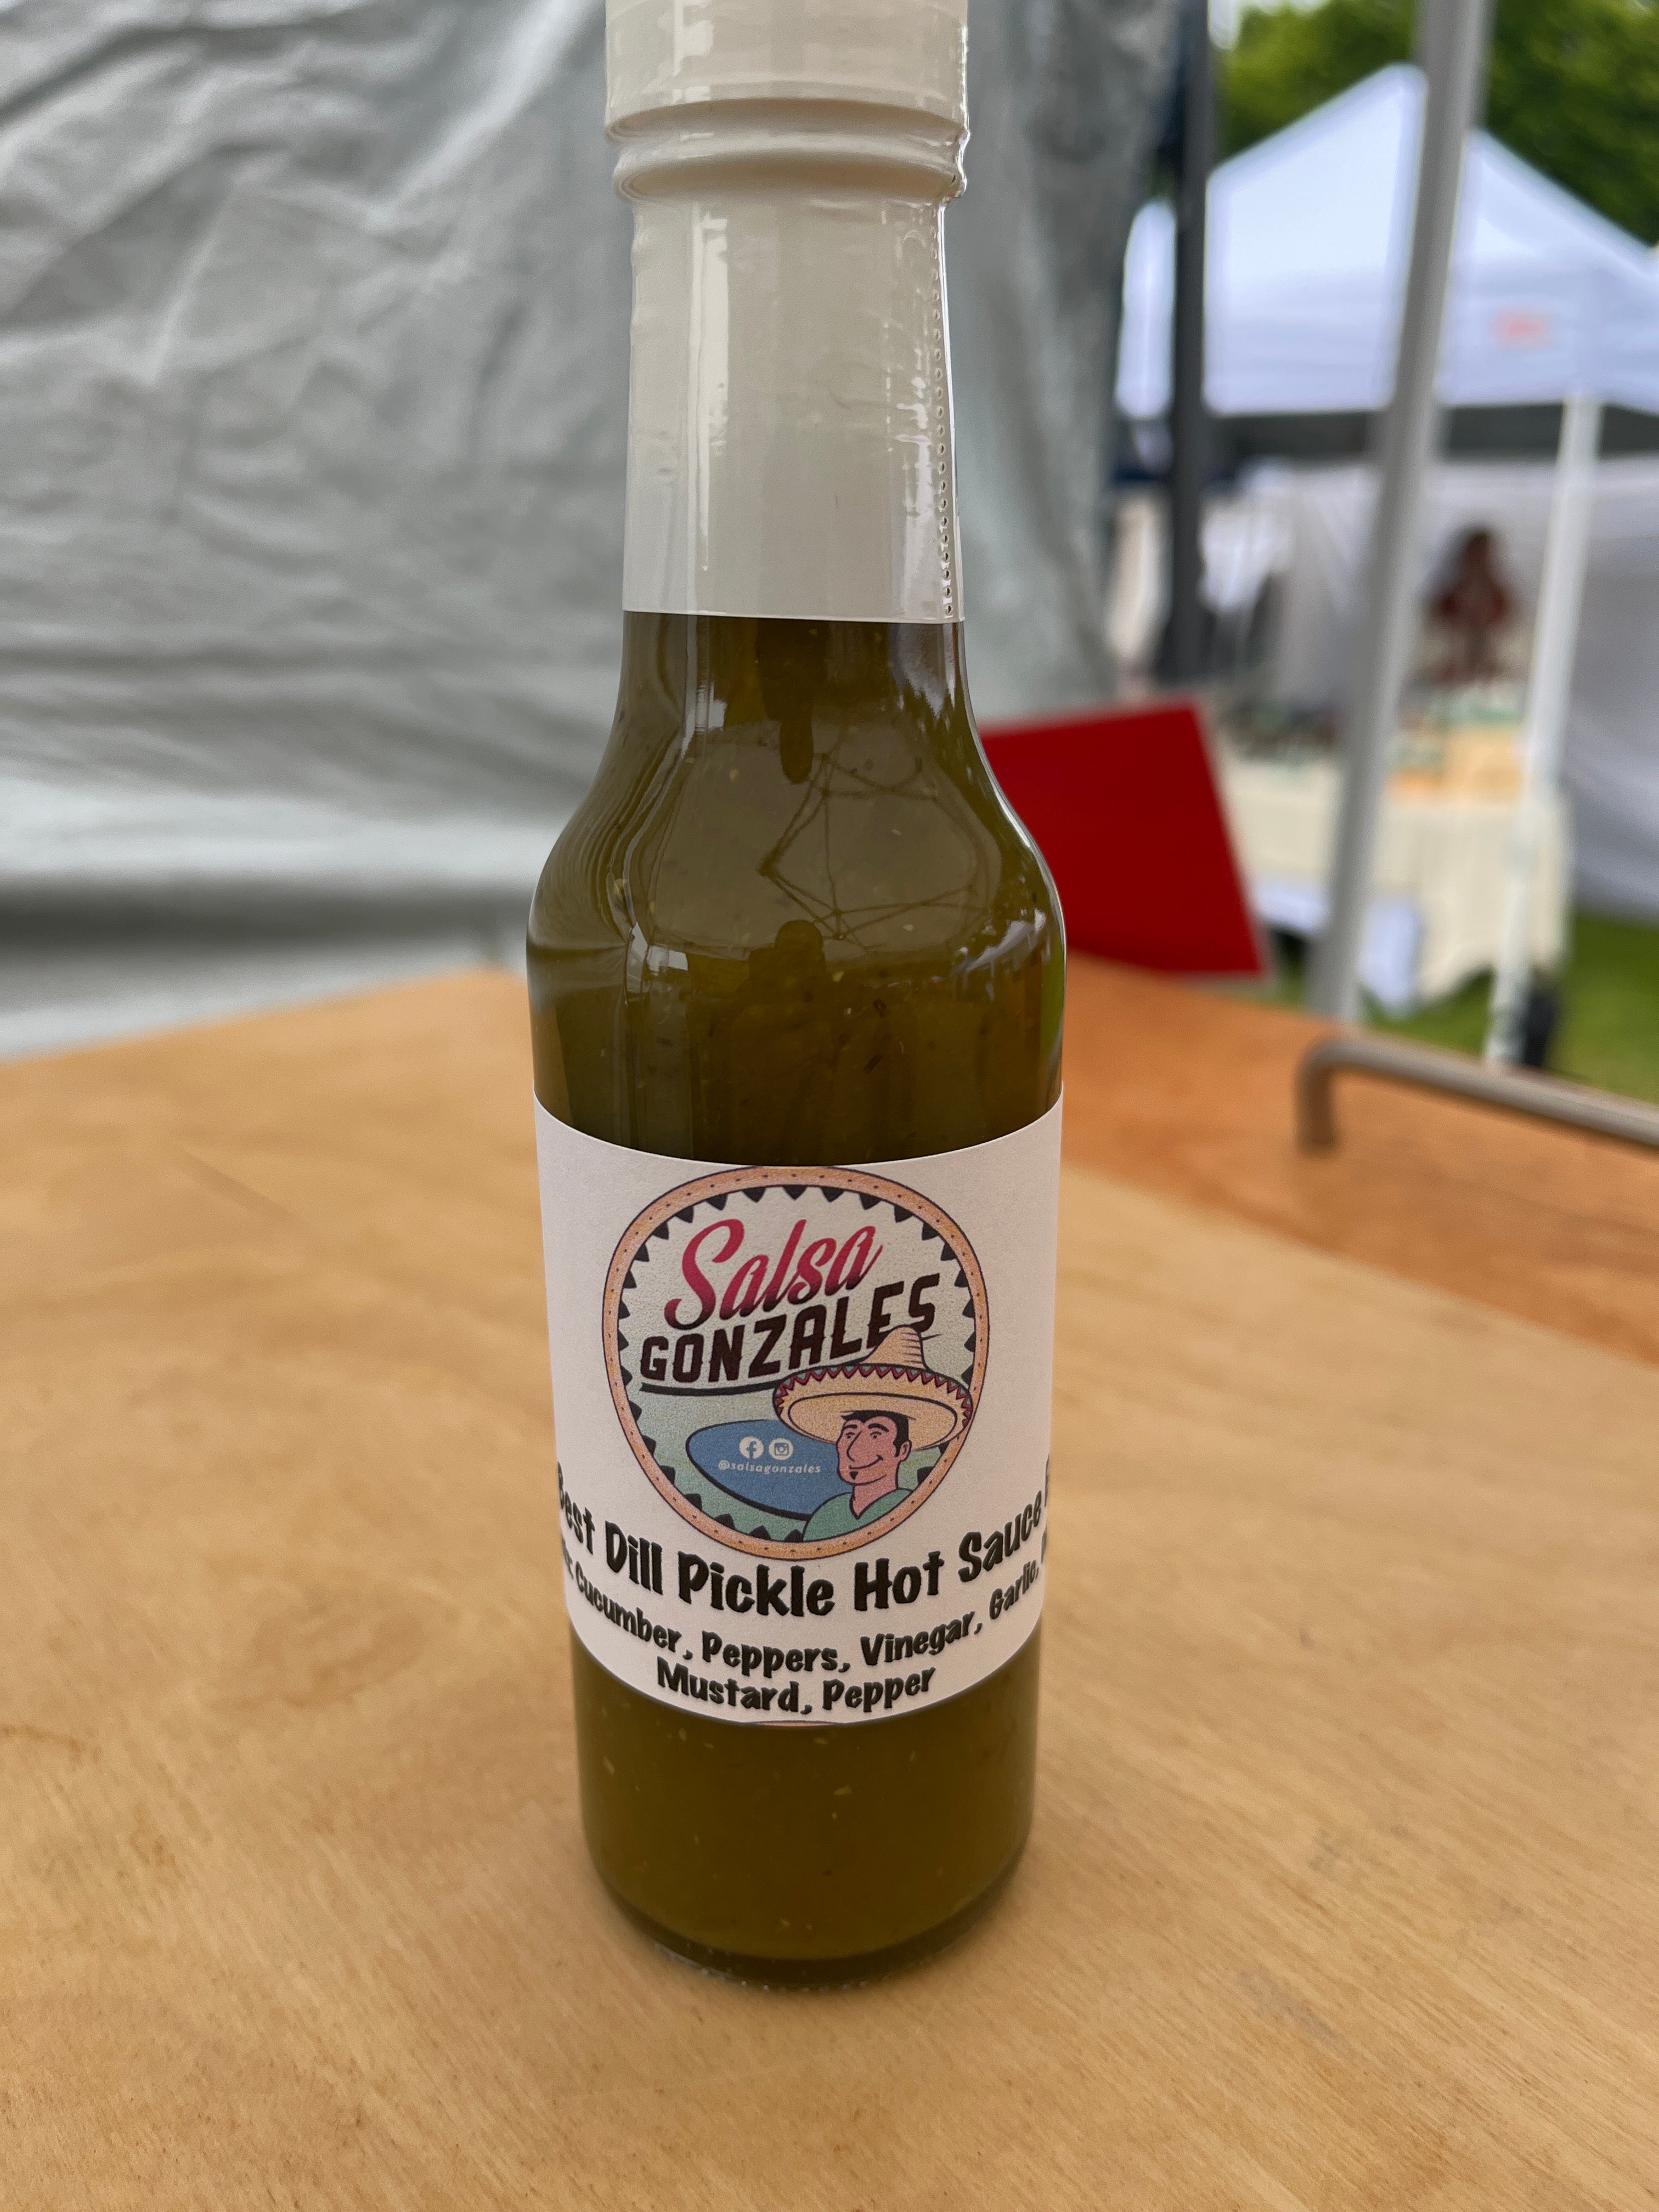 Salsa
GONZALES
@salsagonzales
Best Dill Pickle Hot Sauce
Cucumber, Peppers, Vinegar, Garlic,
Mustard, Pepper